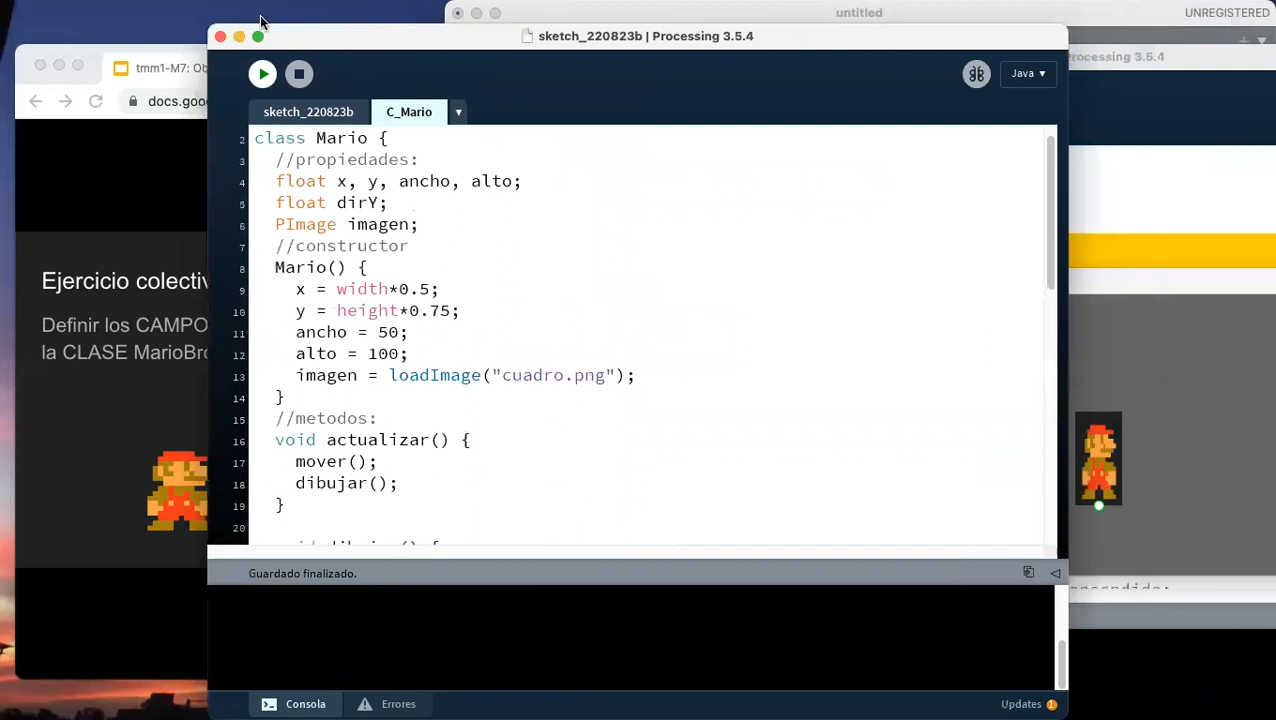 untitled
UNREGISTERED
sketch_220823b | Processing 3.5.4
rocessing 3.5.4
tmm1-M7: Ob
docs.goo
Java ▾
sketch_220823b
C_Mario
2 class Mario {
3 //propiedades:
4 float x, y, ancho, alto;
5 float dirY;
6 PImage imagen;
7 //constructor
8 Mario() {
9 x = width*0.5;
10 y = height*0.75;
11 ancho = 50;
12 alto = 100;
13 imagen = loadImage("cuadro.png");
14 }
15 //metodos:
16 void actualizar() {
17 mover();
18 dibujar();
19 }
20
Ejercicio colectiv
Definir los CAMPO
la CLASE MarioBr
Guardado finalizado.
Consola
Errores
Updates 1